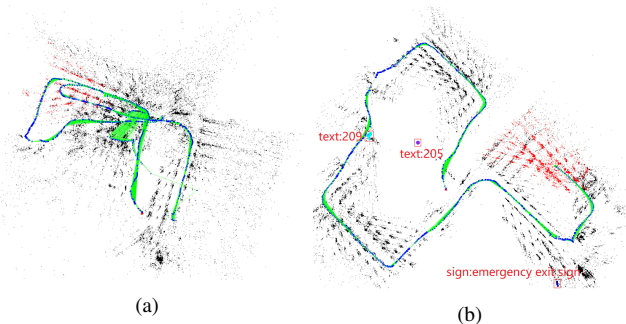 text:209
text:205
sign:emergency exit sign
(a)
(b)